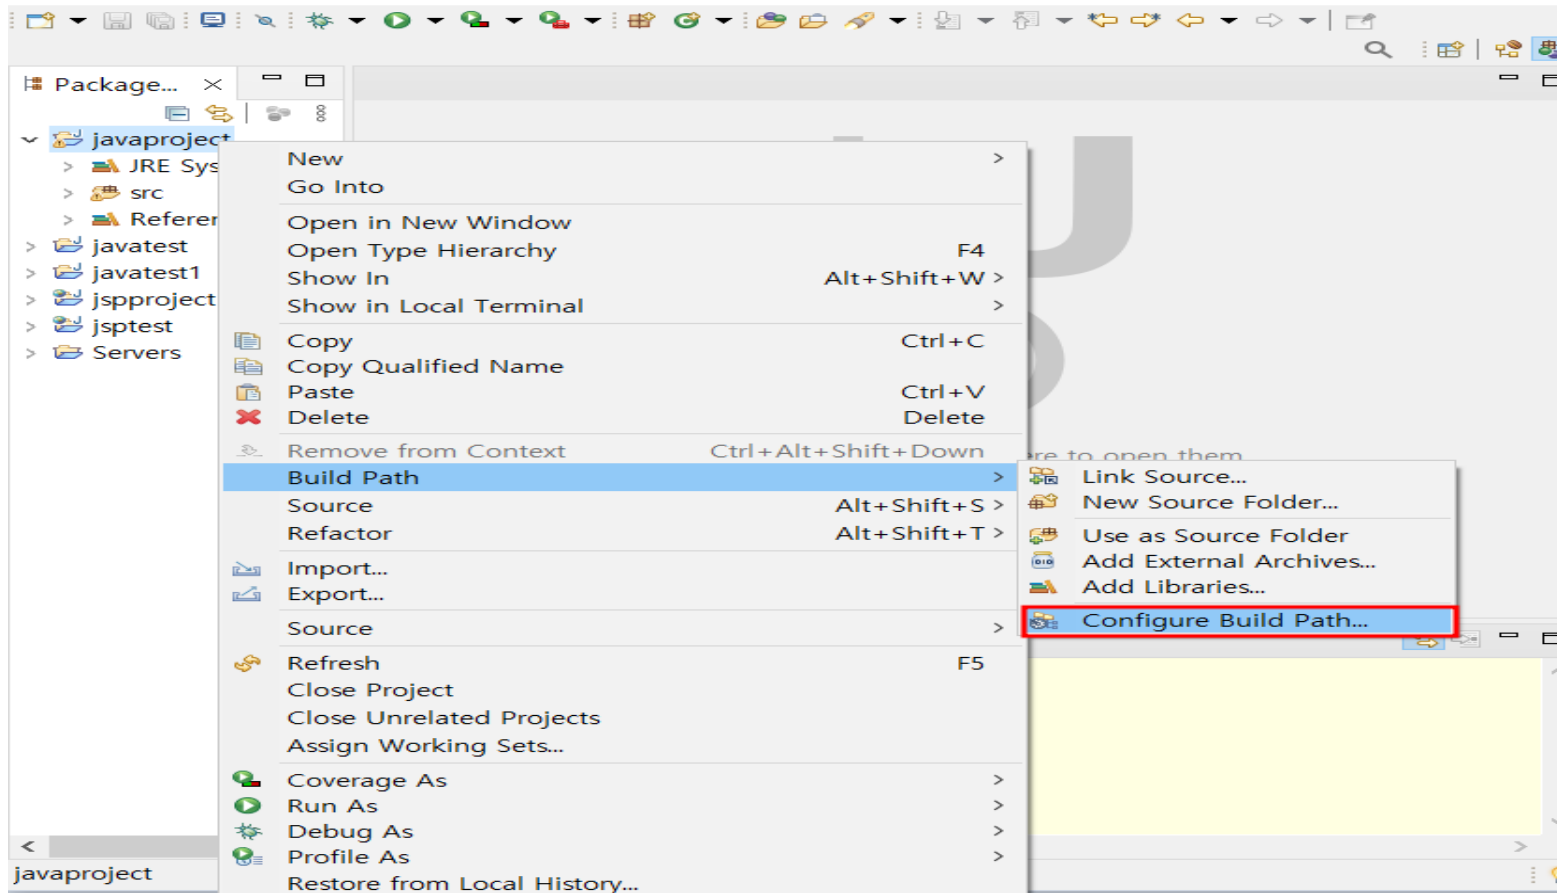 Package...
javaproject
JRE Sys
src
Referer
javatest
javatest1
jspproject
jsptest
Servers
New
Go Into
Open in New Window
Open Type Hierarchy F4
Show In Alt+Shift+W >
Show in Local Terminal
Copy Ctrl+C
Copy Qualified Name
Paste Ctrl+V
Delete Delete
Remove from Context Ctrl+Alt+Shift+Down
Build Path
Source Alt+Shift+S >
Refactor Alt+Shift+T >
Import...
Export...
Source
Refresh F5
Close Project
Close Unrelated Projects
Assign Working Sets...
Coverage As
Run As
Debug As
Profile As
Restore from Local History...
to open them
Link Source...
New Source Folder...
Use as Source Folder
Add External Archives...
Add Libraries...
Configure Build Path...
javaproject